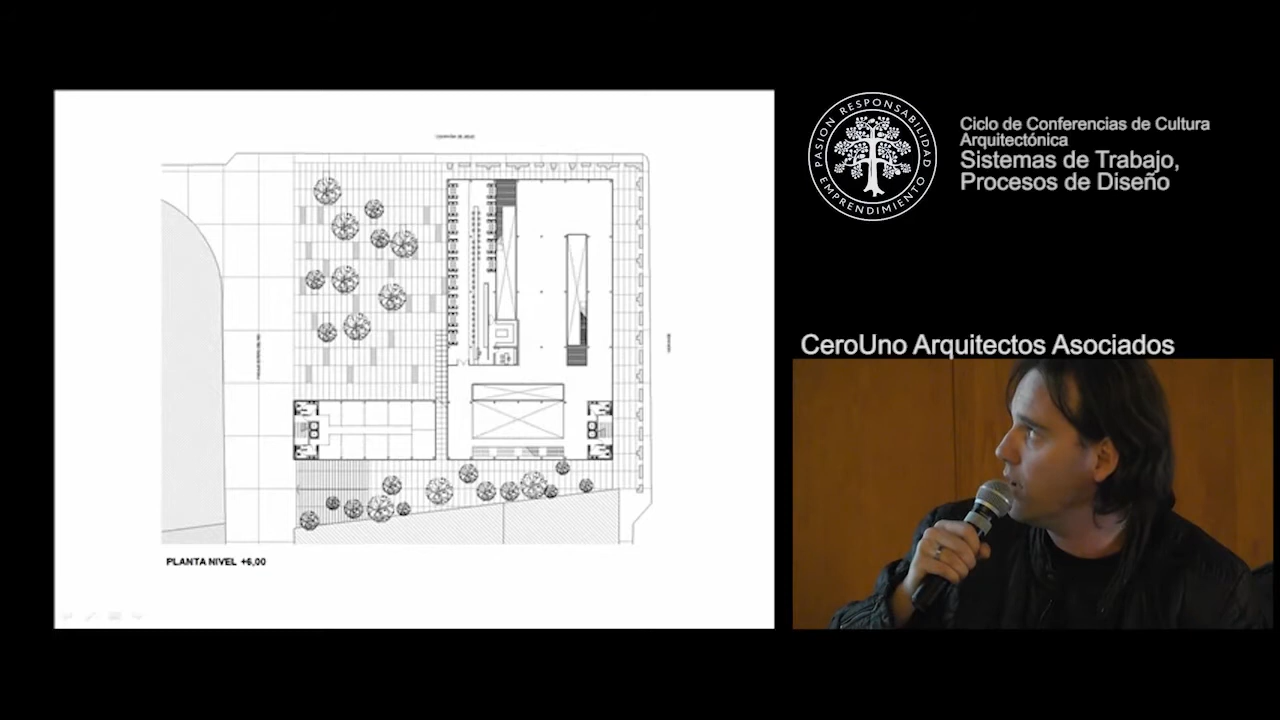 PASION RESPONSABILIDAD
EMPRENDIMIENTO
Ciclo de Conferencias de Cultura
Arquitectónica
Sistemas de Trabajo,
Procesos de Diseño
CeroUno Arquitectos Asociados
PLANTA NIVEL +6,00